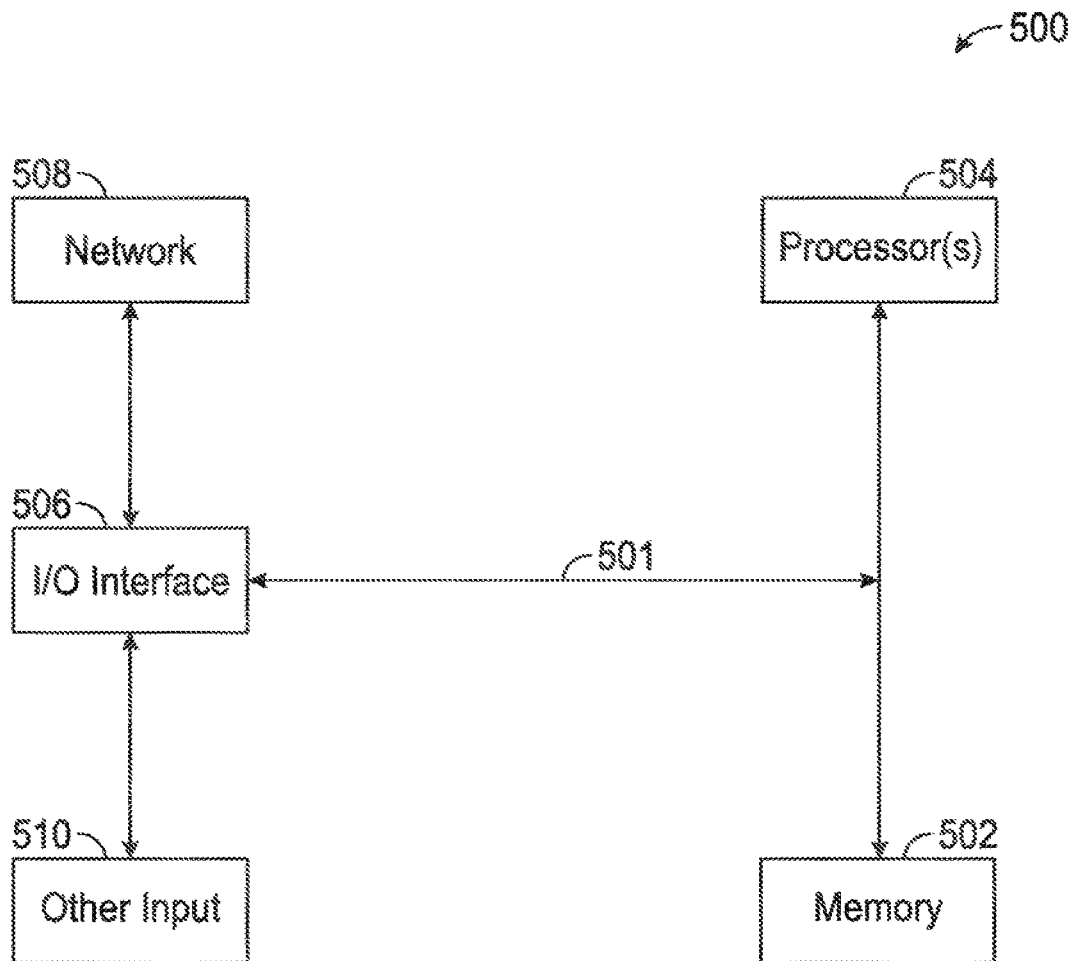 500
508
504
Network
Processor(s)
506
I/O Interface
501
510
502
Other Input
Memory